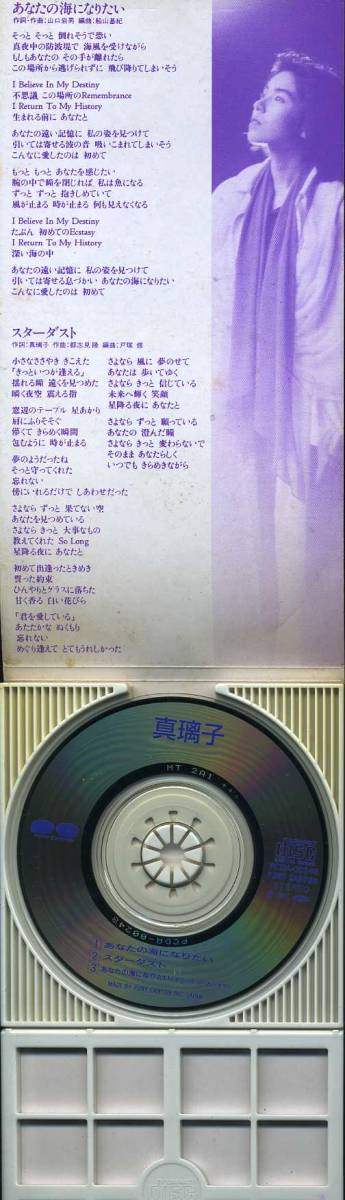 あなたの海になりたい
作詞・作曲：山口岩男 編曲：船山基紀
そっと そっと 倒れそうで恐い
真夜中の防波堤で 海風を受けながら
もしもあなたの その手が離れたら
この場所から逃げられずに 飛び降りてしまいそう
I Believe In My Destiny
不思議 この場所のRemembrance
I Return To My History
生まれる前に あなたと
あなたの遠い記憶に 私の姿を見つけて
引いては寄せる波の音 吸いこまれてしまいそう
こんなに愛したのは 初めて
もっと もっと あなたを感じたい
腕の中で瞳を閉じれば 私は魚になる
ずっと ずっと 抱きしめていて
風が止まる 時が止まる 何も見えなくなる
I Believe In My Destiny
たぶん 初めてのEcstasy
I Return To My History
深い海の中
あなたの遠い記憶に 私の姿を見つけて
引いては寄せる息づかい あなたの海になりたい
こんなに愛したのは 初めて
スターダスト
作詞：真璃子 作曲：都志見 隆 編曲：戸塚 修
小さなささやき きこえた
「きっといつか逢える」
揺れる瞳 遠くを見つめた
瞬く夜空 震える指
窓辺のテーブル 星あかり
肩にふりそそぐ
儚くて きらめく瞬間
包むように 時が止まる
夢のようだったね
そっと守ってくれた
忘れない
傍にいれるだけで しあわせだった
さよなら ずっと 果てない空
あなたを見つめている
さよなら きっと 大事なもの
教えてくれた So Long
星降る夜に あなたと
初めて出逢ったときめき
誓った約束
ひんやりとグラスに落ちた
甘く香る 白い花びら
「君を愛している」
あたたかな ぬくもり
忘れない
めぐり逢えて とてもうれしかった
さよなら 風に 夢のせて
あなたは 歩いてゆく
さよなら きっと 信じている
未来へ輝く 笑顔
星降る夜に あなたと
さよなら ずっと 願っている
あなたの 澄んだ瞳
さよなら きっと 変わらないで
そのまま あなたらしく
いつでも きらめきながら
真璃子
MT 2A1
PONY CANYON
PCDA-00248
1 あなたの海になりたい
2 スターダスト
MADE BY PONY CANYON INC., JAPAN